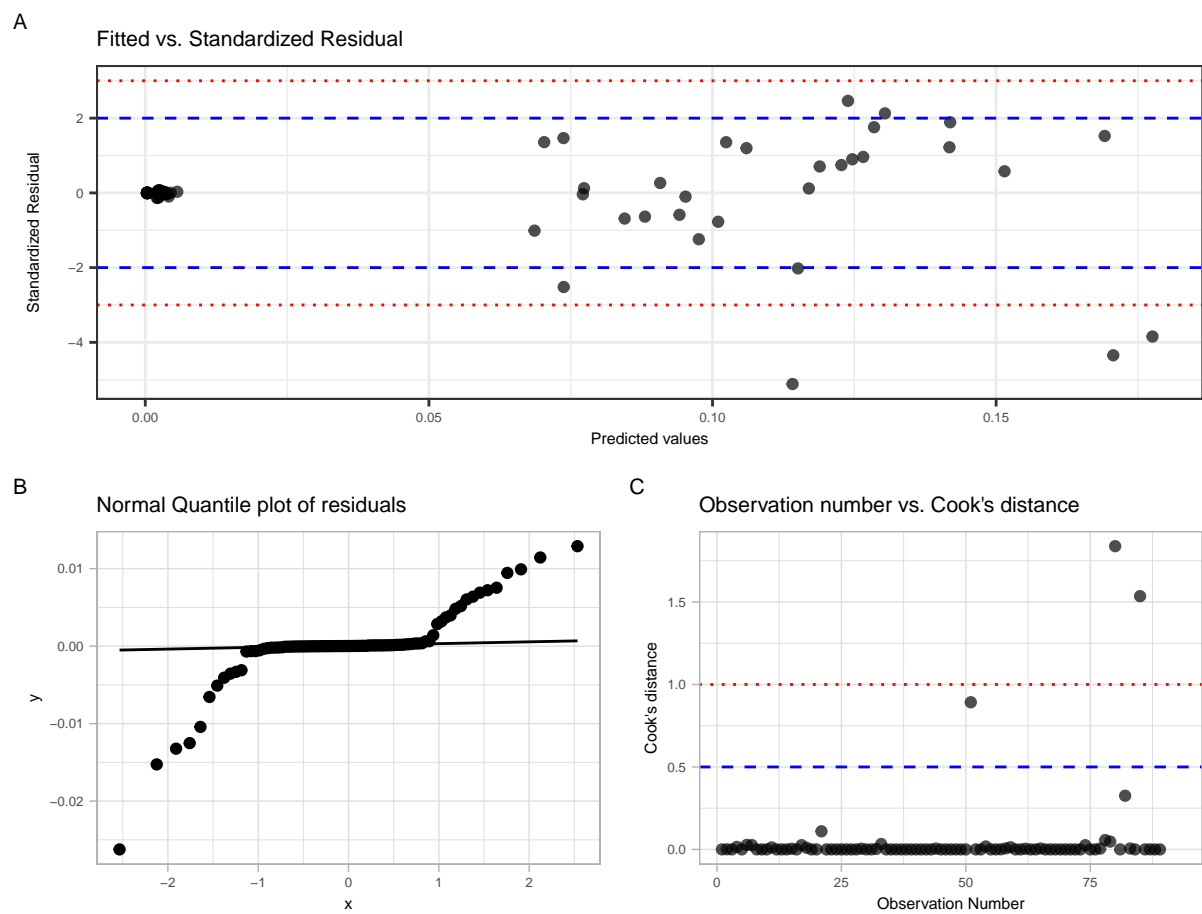 A
Fitted vs. Standardized Residual
Standardized Residual
2
0
−2
−4
0.00
0.05
0.10
0.15
Predicted values
B
Normal Quantile plot of residuals
y
0.01
0.00
−0.01
−0.02
−2
−1
0
1
2
x
C
Observation number vs. Cook's distance
Cook's distance
1.5
1.0
0.5
0.0
0
25
50
75
Observation Number